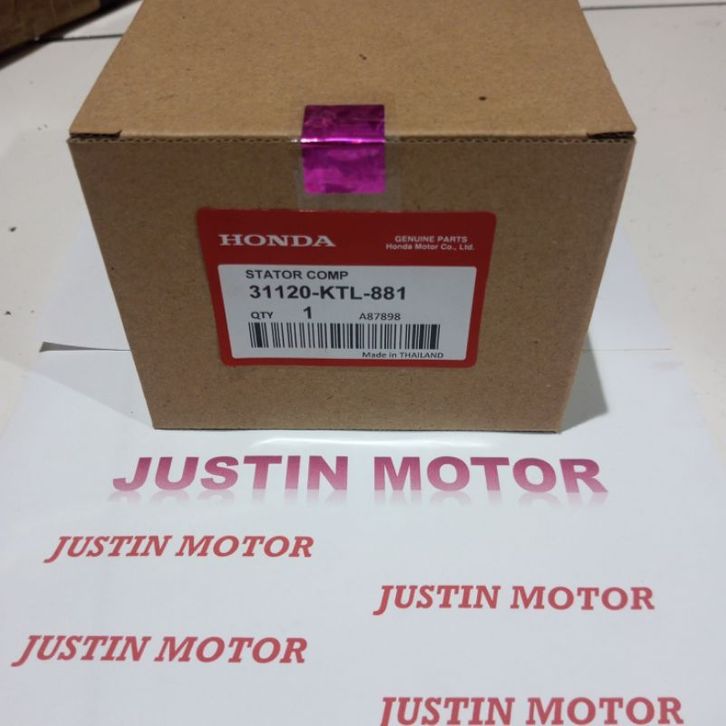 HONDA
GENUINE PARTS
Honda Motor Co., Ltd.
STATOR COMP
31120-KTL-881
QTY 1 A87898
Made in THAILAND
JUSTIN MOTOR
JUSTIN MOTOR
JUSTIN MOTOR
JUSTIN MOTOR
JUSTIN MOTOR